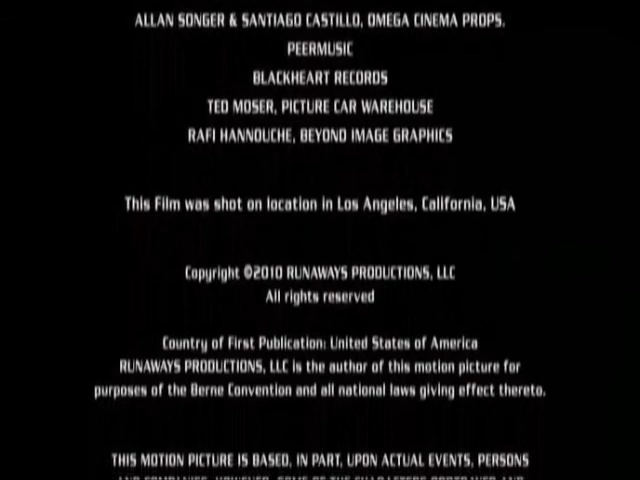 ALLAN SONGER & SANTIAGO CASTILLO, OMEGA CINEMA PROPS.
PEERMUSIC
BLACKHEART RECORDS
TED MOSER, PICTURE CAR WAREHOUSE
RAFI HANNOUCHE, BEYOND IMAGE GRAPHICS
This Film was shot on location in Los Angeles, California, USA
Copyright ©2010 RUNAWAYS PRODUCTIONS, LLC
All rights reserved
Country of First Publication: United States of America
RUNAWAYS PRODUCTIONS, LLC is the author of this motion picture for
purposes of the Berne Convention and all national laws giving effect thereto.
THIS MOTION PICTURE IS BASED, IN PART, UPON ACTUAL EVENTS, PERSONS